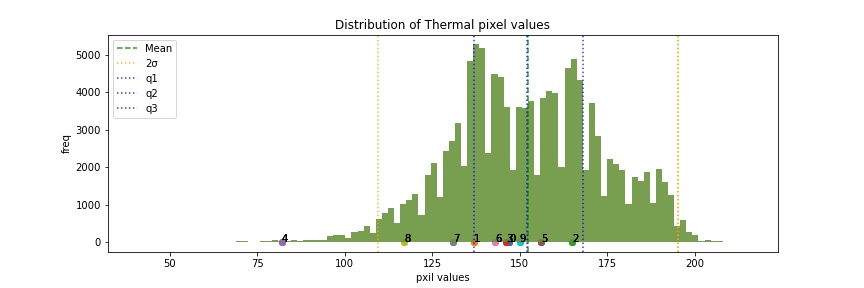 Distribution of Thermal pixel values
Mean
2σ
q1
q2
q3
freq
5000
4000
3000
2000
1000
0
4 8 7 1 6 3 0 9 5 2
50 75 100 125 150 175 200
pxil values